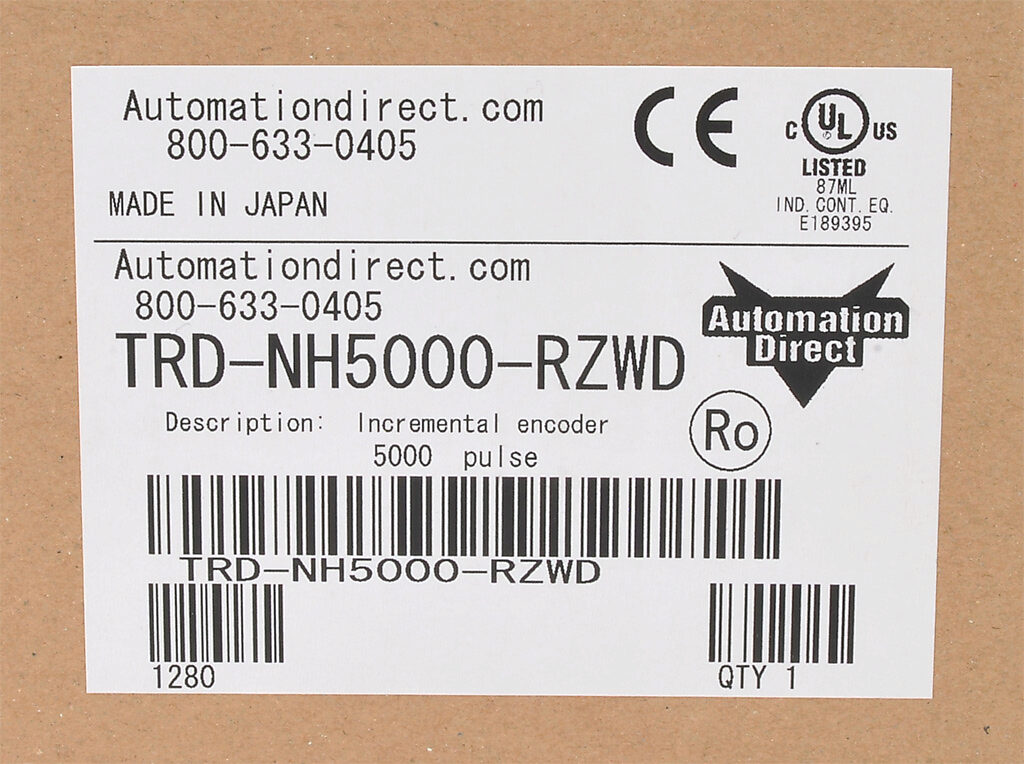 Automationdirect.com
800-633-0405
MADE IN JAPAN
CE
C UL US
LISTED
87ML
IND. CONT. EQ.
E189395
Automationdirect.com
800-633-0405
TRD-NH5000-RZWD
Automation
Direct
Description: Incremental encoder
5000 pulse
Ro
TRD-NH5000-RZWD
1280
QTY 1